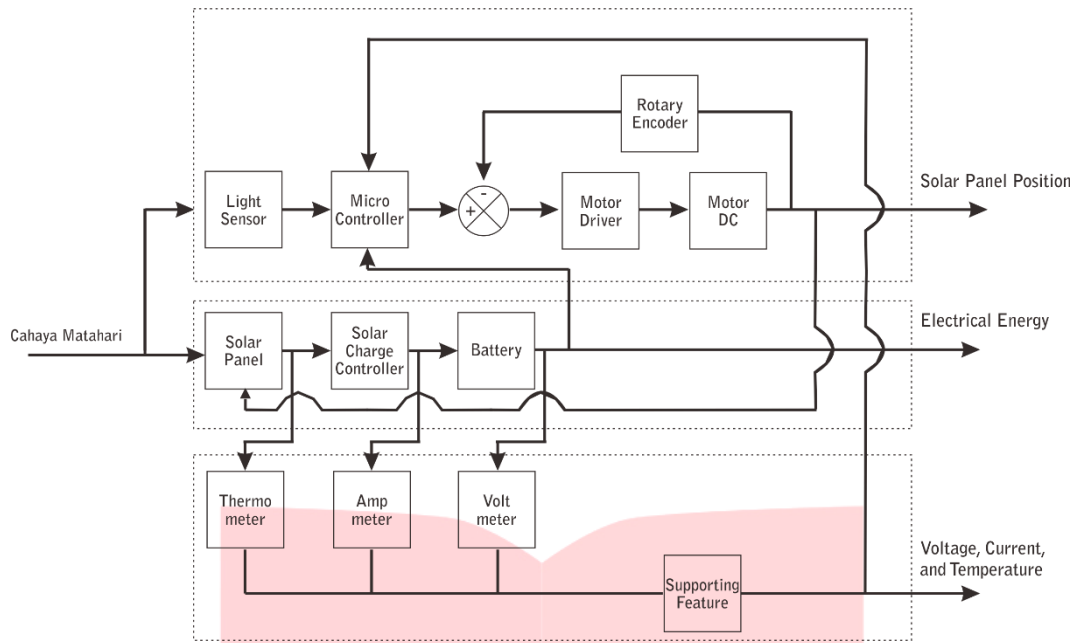 Rotary
Encoder
Solar Panel Position
Light
Sensor
Micro
Controller
-
+
Motor
Driver
Motor
DC
Electrical Energy
Cahaya Matahari
Solar
Panel
Solar
Charge
Controller
Battery
Thermo
meter
Amp
meter
Volt
meter
Voltage, Current,
and Temperature
Supporting
Feature